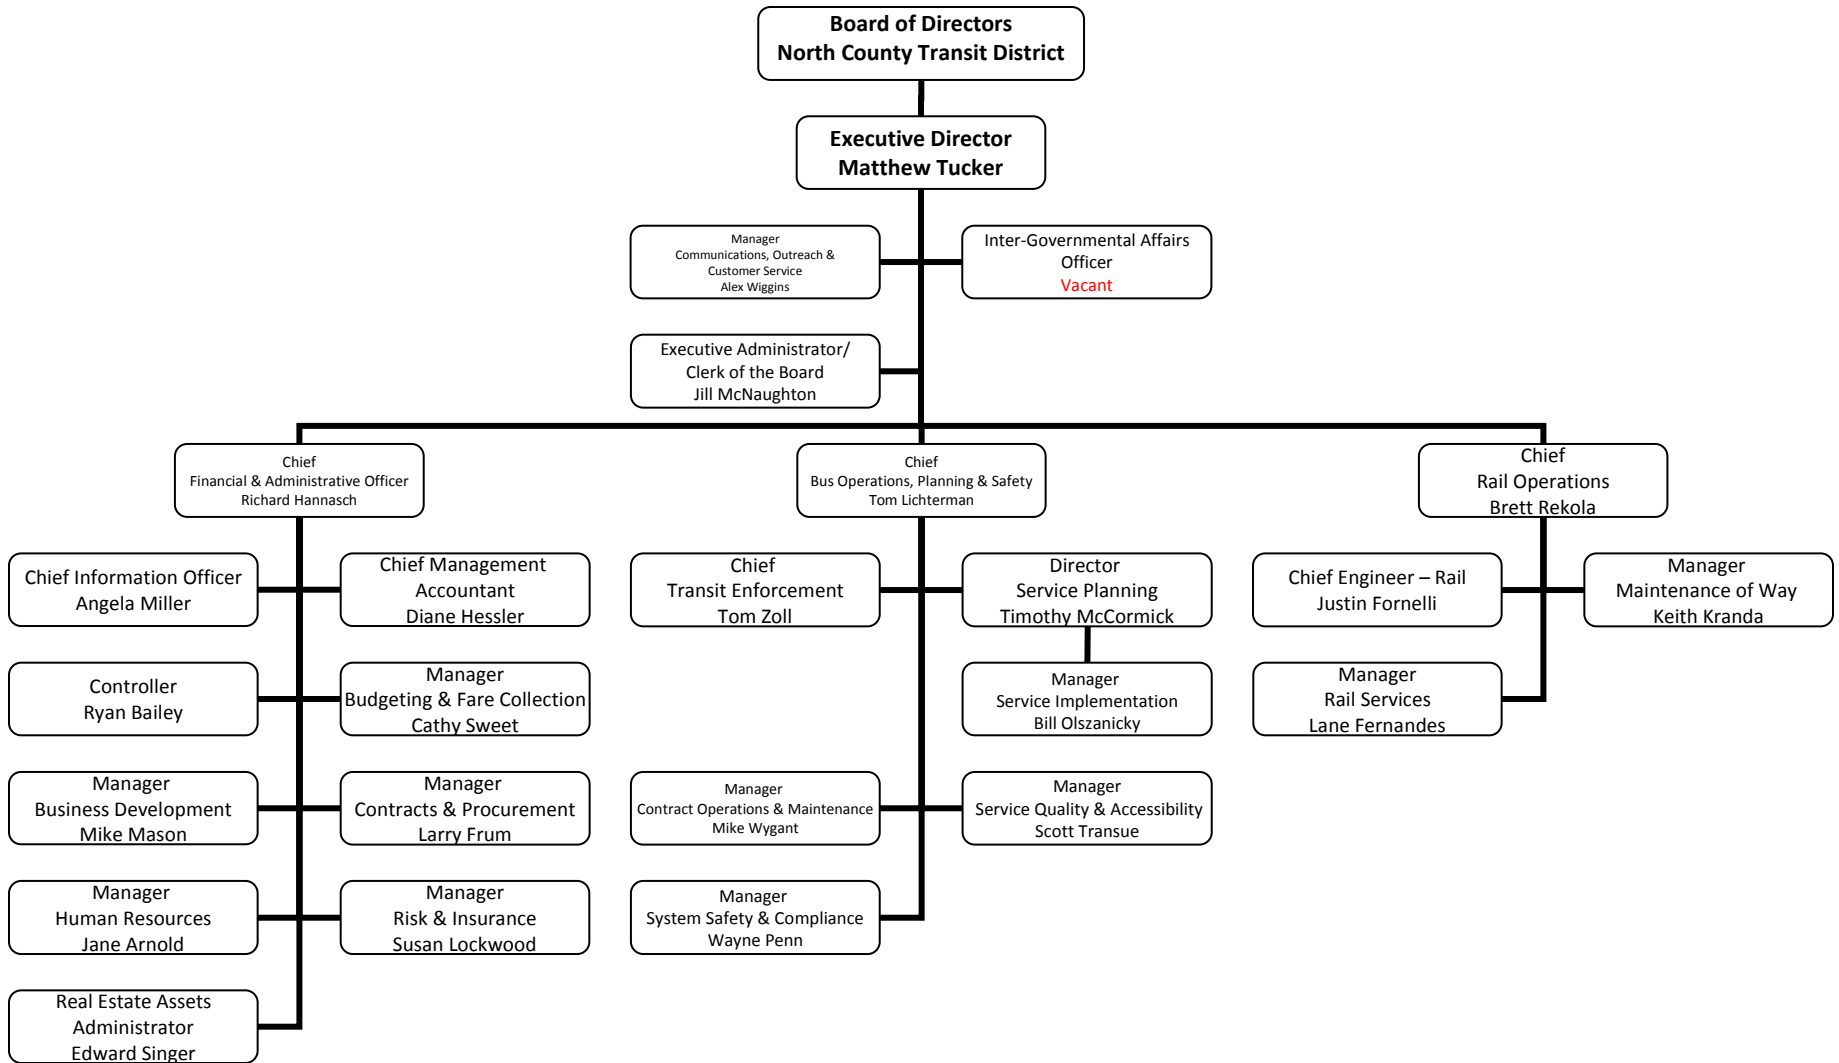 Board of Directors
North County Transit District
Executive Director
Matthew Tucker
Manager
Communications, Outreach &
Customer Service
Alex Wiggins
Inter-Governmental Affairs
Officer
Vacant
Executive Administrator/
Clerk of the Board
Jill McNaughton
Chief
Financial & Administrative Officer
Richard Hannasch
Chief
Bus Operations, Planning & Safety
Tom Lichterman
Chief
Rail Operations
Brett Rekola
Chief Information Officer
Angela Miller
Chief Management
Accountant
Diane Hessler
Chief
Transit Enforcement
Tom Zoll
Director
Service Planning
Timothy McCormick
Chief Engineer – Rail
Justin Fornelli
Manager
Maintenance of Way
Keith Kranda
Controller
Ryan Bailey
Manager
Budgeting & Fare Collection
Cathy Sweet
Manager
Service Implementation
Bill Olszanicky
Manager
Rail Services
Lane Fernandes
Manager
Business Development
Mike Mason
Manager
Contracts & Procurement
Larry Frum
Manager
Contract Operations & Maintenance
Mike Wygant
Manager
Service Quality & Accessibility
Scott Transue
Manager
Human Resources
Jane Arnold
Manager
Risk & Insurance
Susan Lockwood
Manager
System Safety & Compliance
Wayne Penn
Real Estate Assets
Administrator
Edward Singer